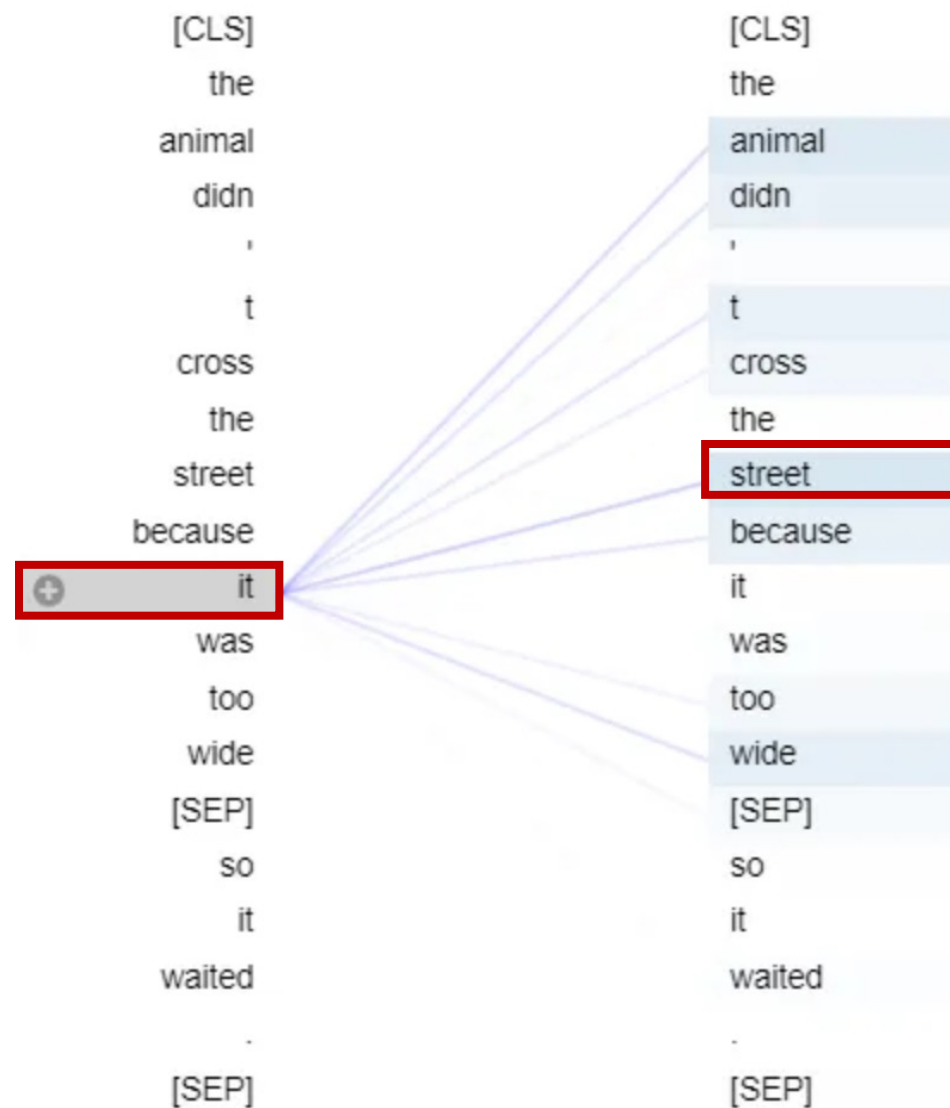 [CLS] [CLS]
the the
animal animal
didn didn
' '
t t
cross cross
the the
street street
because because
it it
was was
too too
wide wide
[SEP] [SEP]
so so
it it
waited waited
. .
[SEP] [SEP]